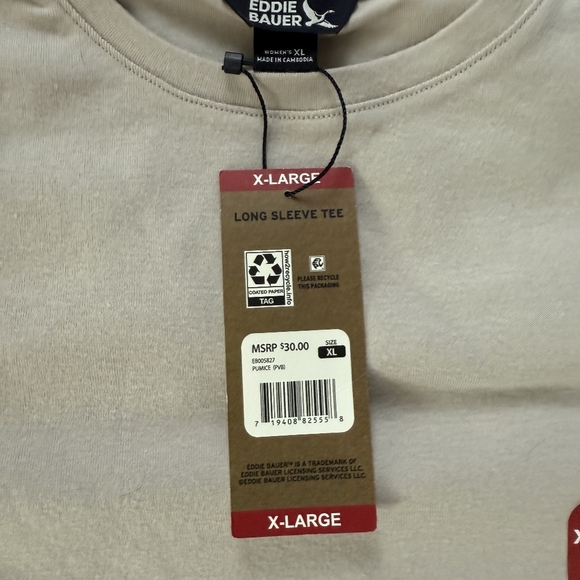 EDDIE
BAUER
WOMEN'S XL
MADE IN CAMBODIA
X-LARGE
LONG SLEEVE TEE
how2recycle.info
COATED PAPER
TAG
PLEASE RECYCLE
THIS PACKAGING
MSRP $30.00
SIZE
XL
EB005827
PUMICE (PVB)
7 19408 82555 8
EDDIE BAUER™ IS A TRADEMARK OF
EDDIE BAUER LICENSING SERVICES LLC.
©EDDIE BAUER LICENSING SERVICES LLC
X-LARGE
X